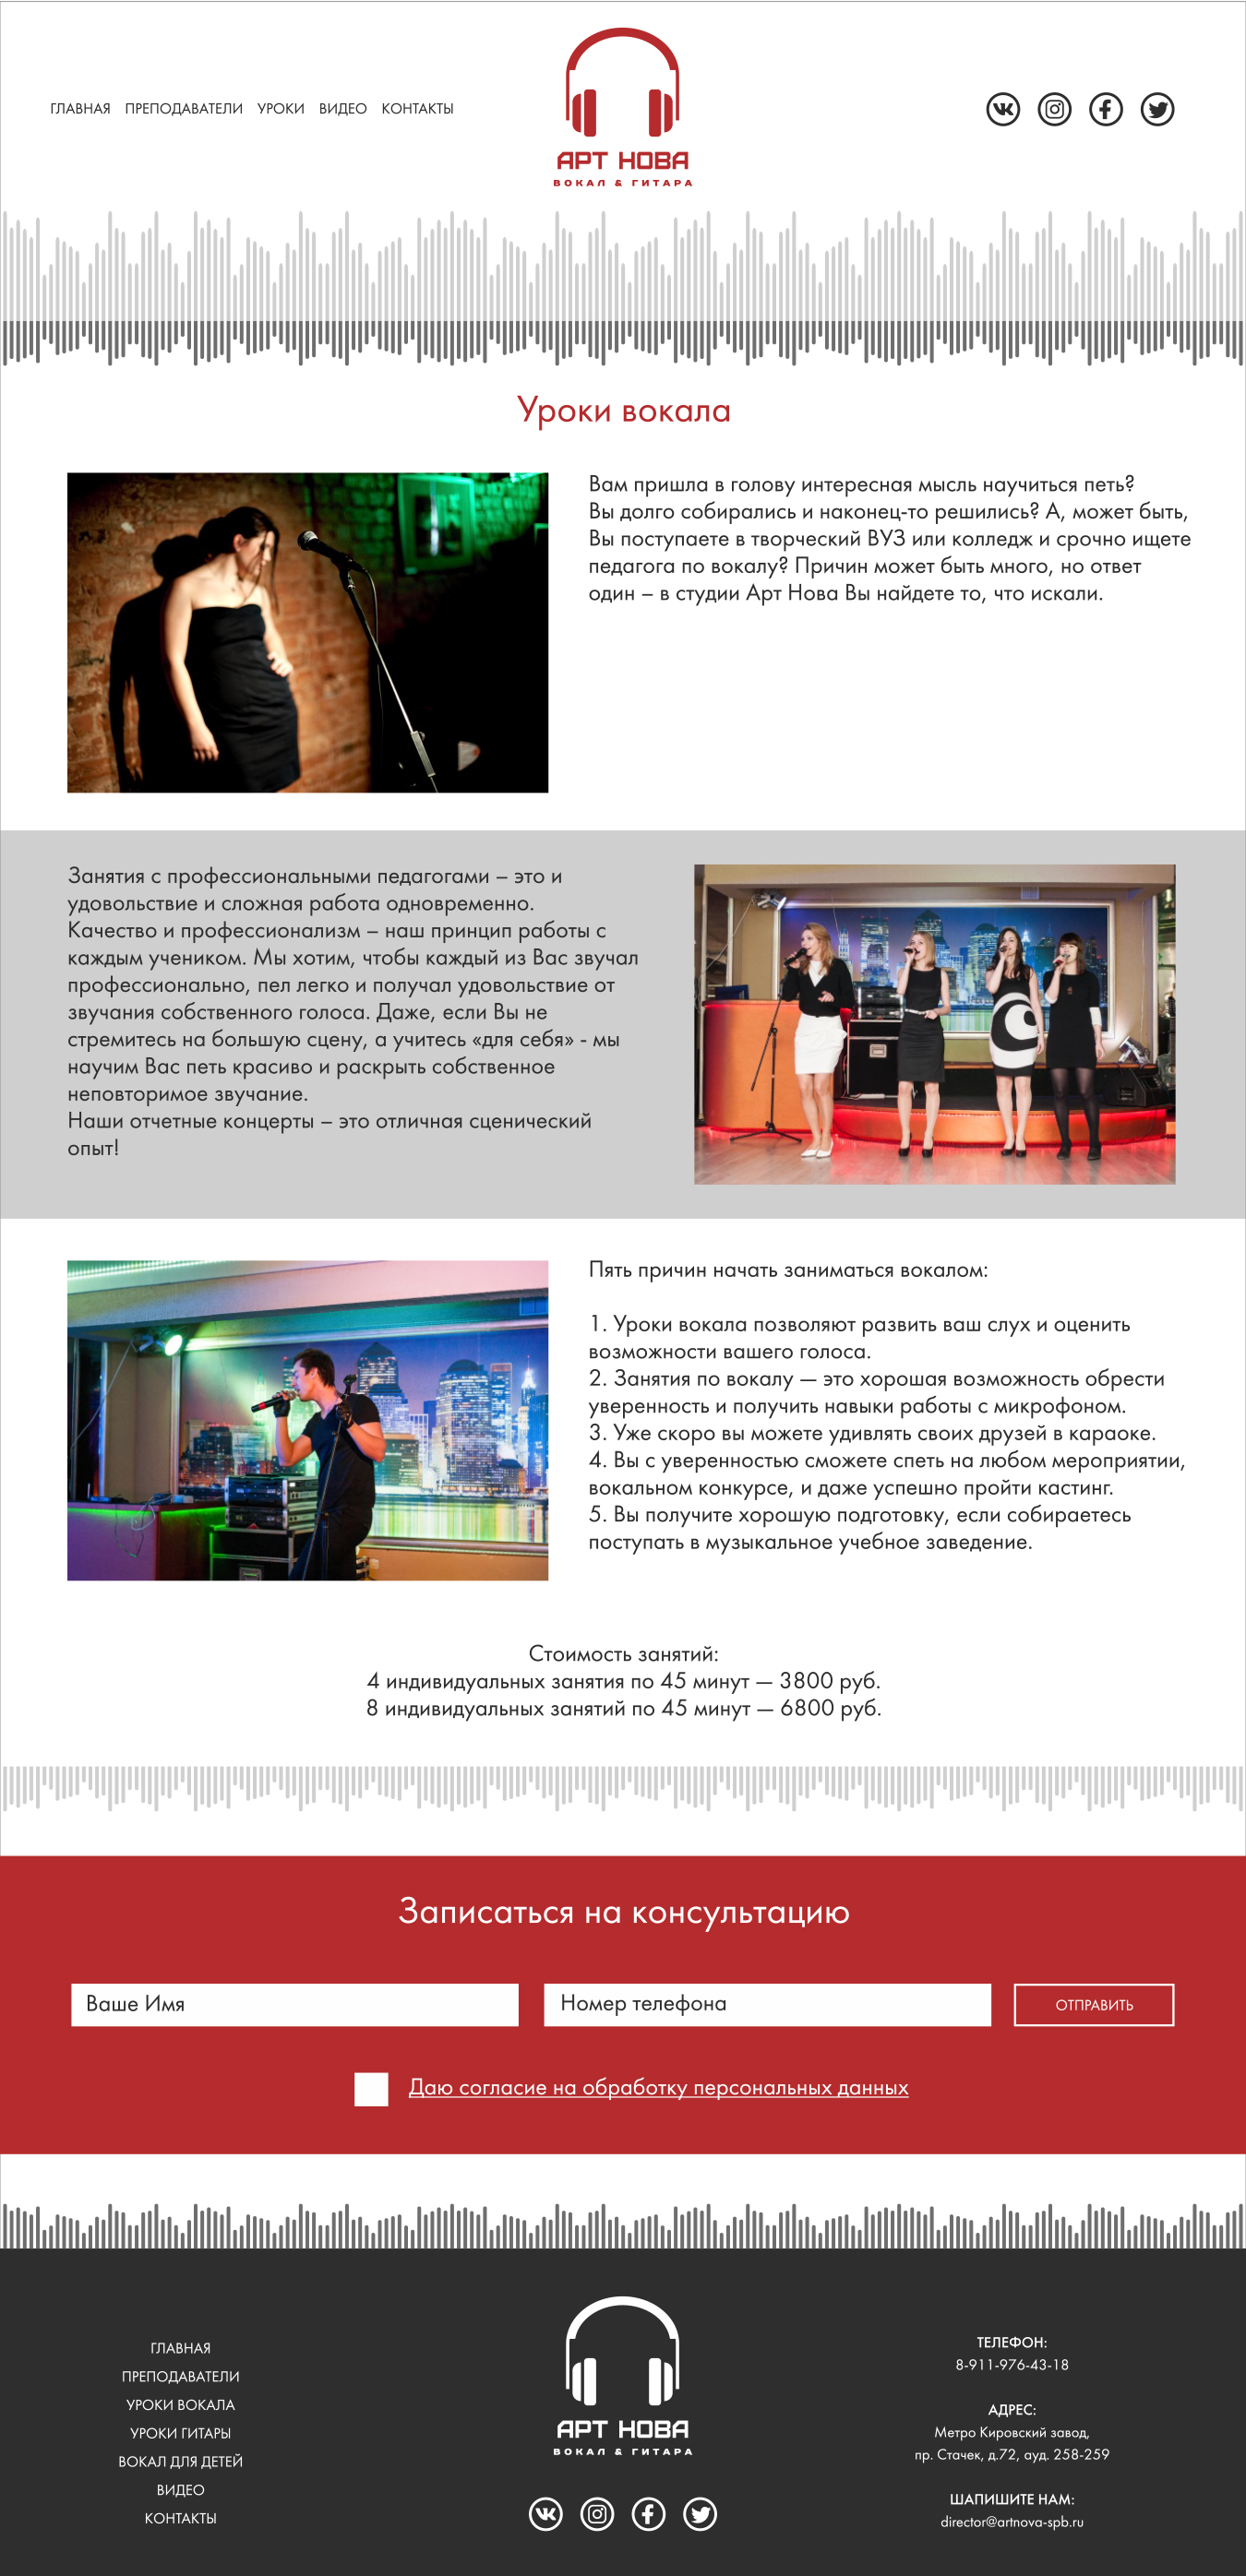 ГЛАВНАЯ ПРЕПОДАВАТЕЛИ УРОКИ ВИДЕО КОНТАКТЫ
АРТ НОВА
ВОКАЛ & ГИТАРА
Уроки вокала
Вам пришла в голову интересная мысль научиться петь?
Вы долго собирались и наконец-то решились? А, может быть,
Вы поступаете в творческий ВУЗ или колледж и срочно ищете
педагога по вокалу? Причин может быть много, но ответ
один – в студии Арт Нова Вы найдете то, что искали.
Занятия с профессиональными педагогами – это и
удовольствие и сложная работа одновременно.
Качество и профессионализм – наш принцип работы с
каждым учеником. Мы хотим, чтобы каждый из Вас звучал
профессионально, пел легко и получал удовольствие от
звучания собственного голоса. Даже, если Вы не
стремитесь на большую сцену, а учитесь «для себя» - мы
научим Вас петь красиво и раскрыть собственное
неповторимое звучание.
Наши отчетные концерты – это отличная сценический
опыт!
Пять причин начать заниматься вокалом:
1. Уроки вокала позволяют развить ваш слух и оценить
возможности вашего голоса.
2. Занятия по вокалу — это хорошая возможность обрести
уверенность и получить навыки работы с микрофоном.
3. Уже скоро вы можете удивлять своих друзей в караоке.
4. Вы с уверенностью сможете спеть на любом мероприятии,
вокальном конкурсе, и даже успешно пройти кастинг.
5. Вы получите хорошую подготовку, если собираетесь
поступать в музыкальное учебное заведение.
Стоимость занятий:
4 индивидуальных занятия по 45 минут — 3800 руб.
8 индивидуальных занятий по 45 минут — 6800 руб.
Записаться на консультацию
Ваше Имя
Номер телефона
ОТПРАВИТЬ
Даю согласие на обработку персональных данных
ГЛАВНАЯ
ПРЕПОДАВАТЕЛИ
УРОКИ ВОКАЛА
УРОКИ ГИТАРЫ
ВОКАЛ ДЛЯ ДЕТЕЙ
ВИДЕО
КОНТАКТЫ
АРТ НОВА
ВОКАЛ & ГИТАРА
ТЕЛЕФОН:
8-911-976-43-18
АДРЕС:
Метро Кировский завод,
пр. Стачек, д.72, ауд. 258-259
ШАПИШИТЕ НАМ:
director@artnova-spb.ru